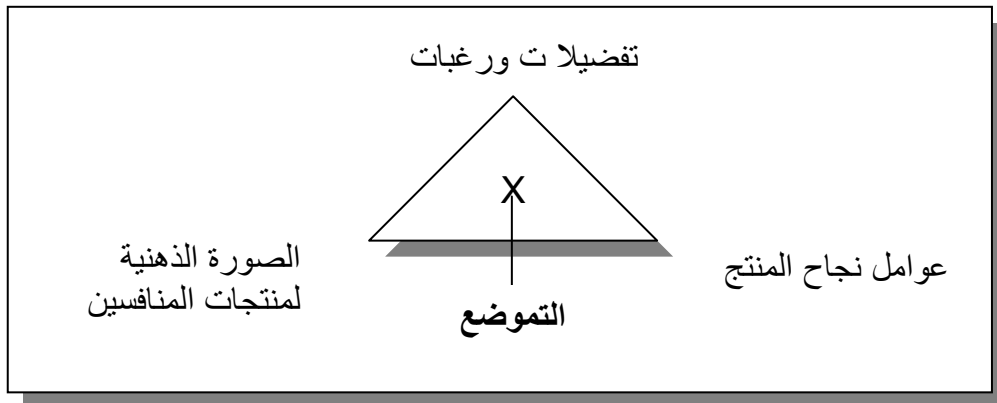 تفضيلا ت ورغبات
X
عوامل نجاح المنتج
الصورة الذهنية
لمنتجات المنافسين
التموضع